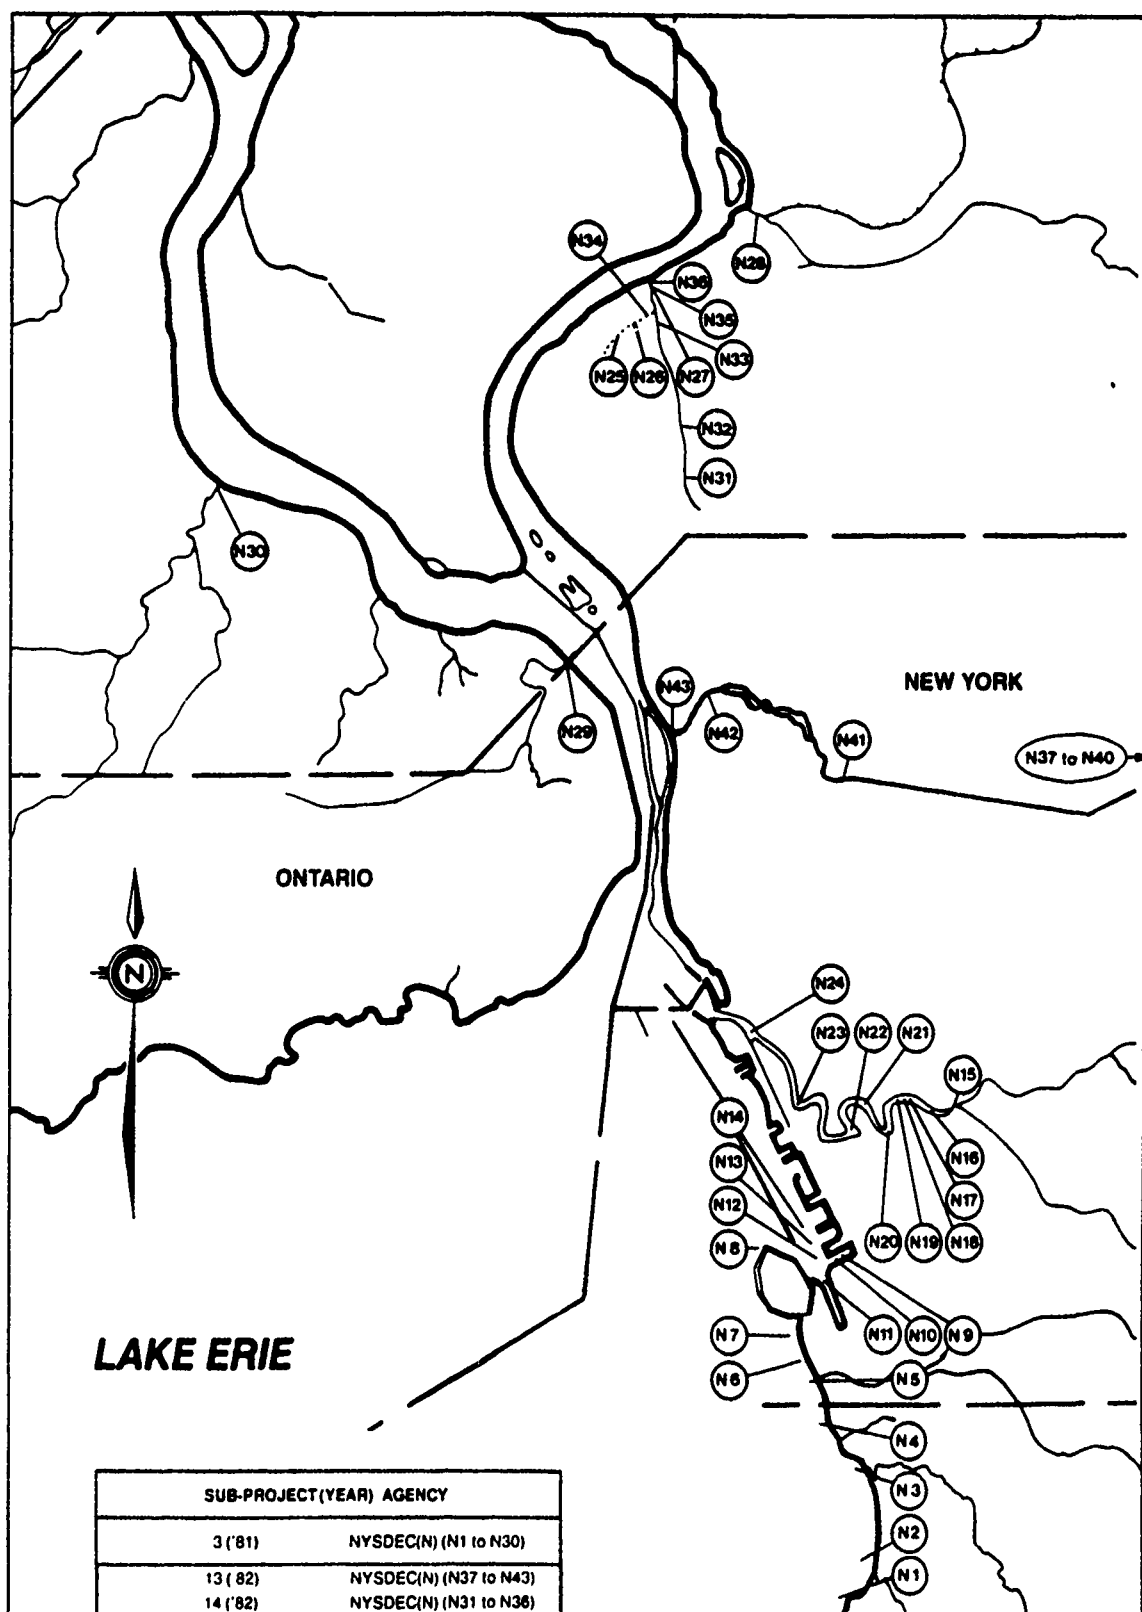 N34
N28
N36
N35
N33
N25
N26
N27
N32
N31
N30
NEW YORK
N43
N42
N29
N41
N37 to N40
ONTARIO
N
N24
N23
N22
N21
N15
N14
N16
N13
N17
N12
N8
N20
N19
N18
N7
N11
N10
N9
LAKE ERIE
N6
N5
N4
N3
N2
N1
SUB-PROJECT(YEAR) AGENCY
3 ('81) NYSDEC(N) (N1 to N30)
13 ( 82) NYSDEC(N) (N37 to N43)
14 ('82) NYSDEC(N) (N31 to N36)